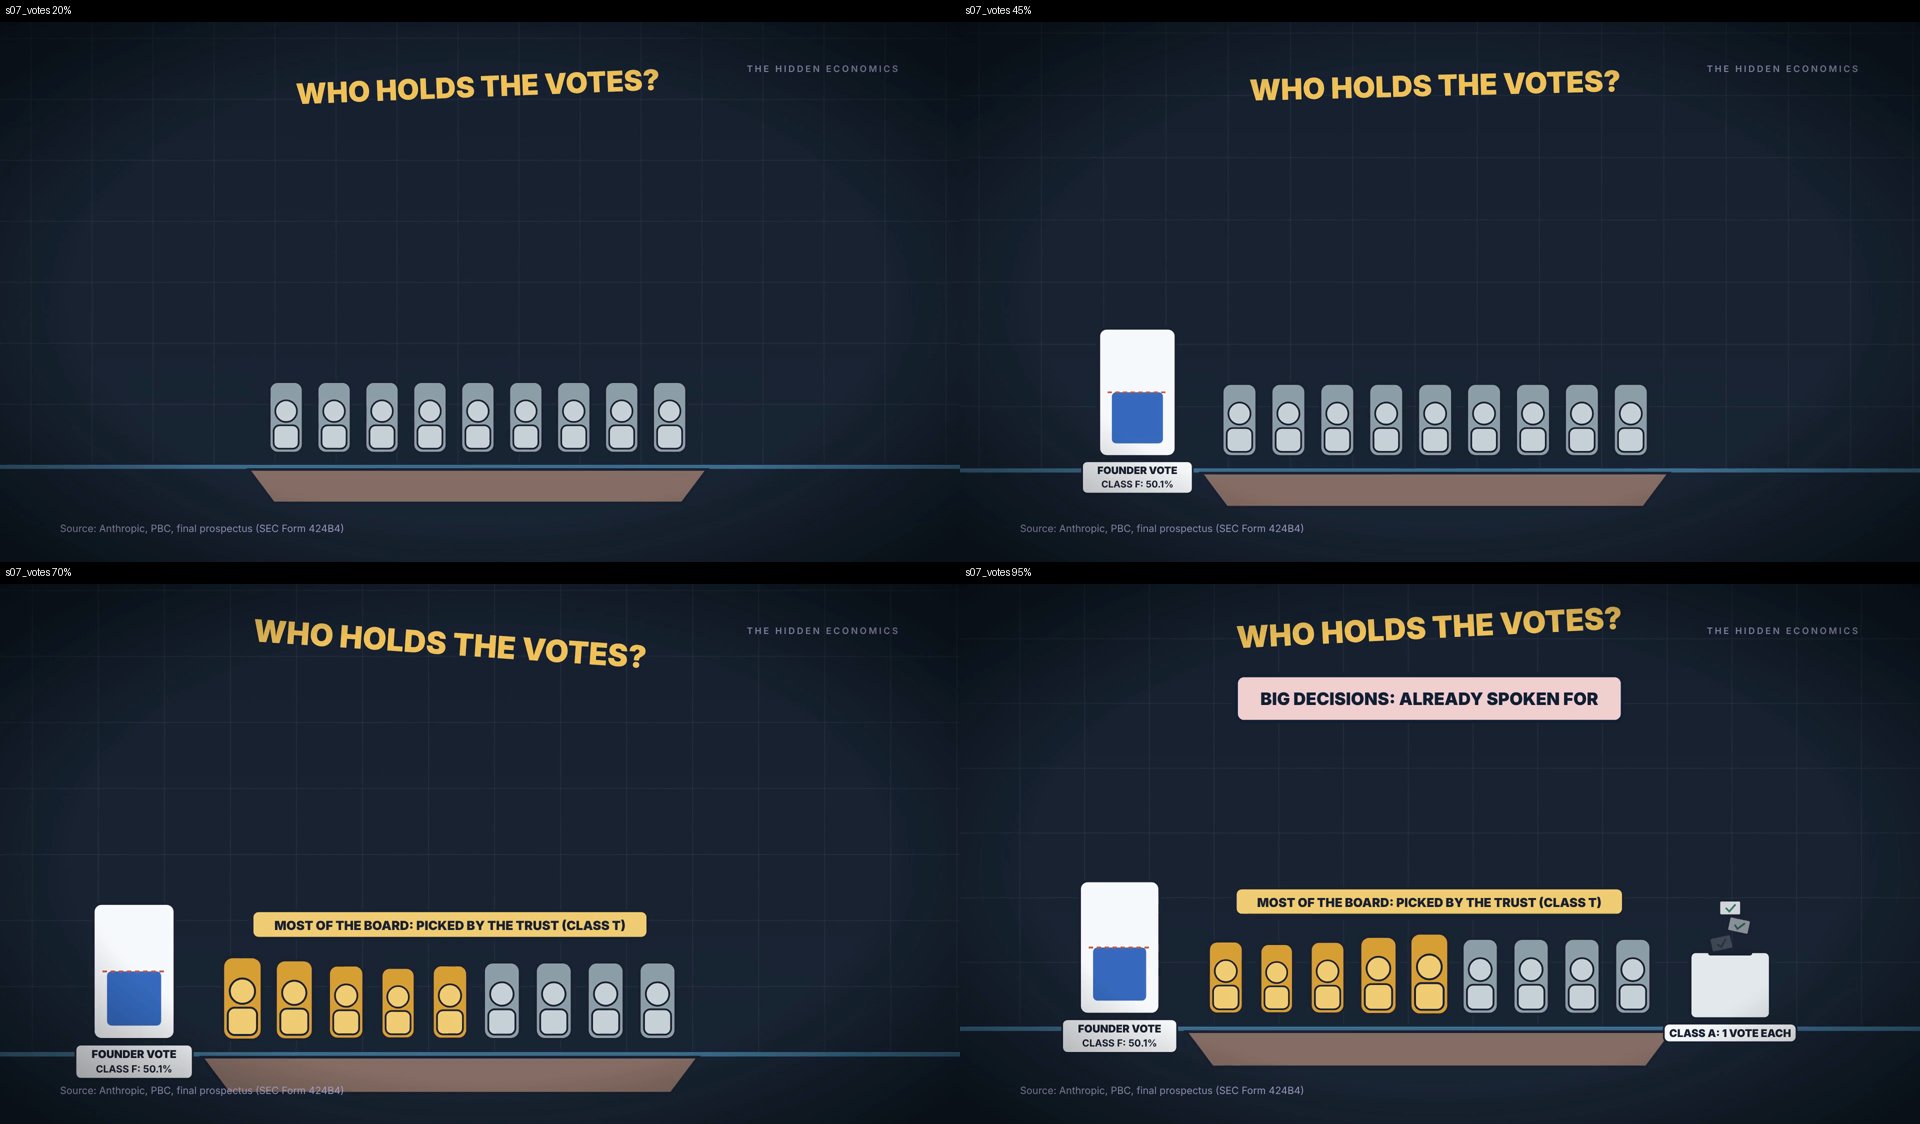 s07_votes 20%
THE HIDDEN ECONOMICS
WHO HOLDS THE VOTES?
Source: Anthropic, PBC, final prospectus (SEC Form 424B4)
s07_votes 45%
THE HIDDEN ECONOMICS
WHO HOLDS THE VOTES?
FOUNDER VOTE
CLASS F: 50.1%
Source: Anthropic, PBC, final prospectus (SEC Form 424B4)
s07_votes 70%
THE HIDDEN ECONOMICS
WHO HOLDS THE VOTES?
MOST OF THE BOARD: PICKED BY THE TRUST (CLASS T)
FOUNDER VOTE
CLASS F: 50.1%
Source: Anthropic, PBC, final prospectus (SEC Form 424B4)
s07_votes 95%
THE HIDDEN ECONOMICS
WHO HOLDS THE VOTES?
BIG DECISIONS: ALREADY SPOKEN FOR
MOST OF THE BOARD: PICKED BY THE TRUST (CLASS T)
FOUNDER VOTE
CLASS F: 50.1%
CLASS A: 1 VOTE EACH
Source: Anthropic, PBC, final prospectus (SEC Form 424B4)